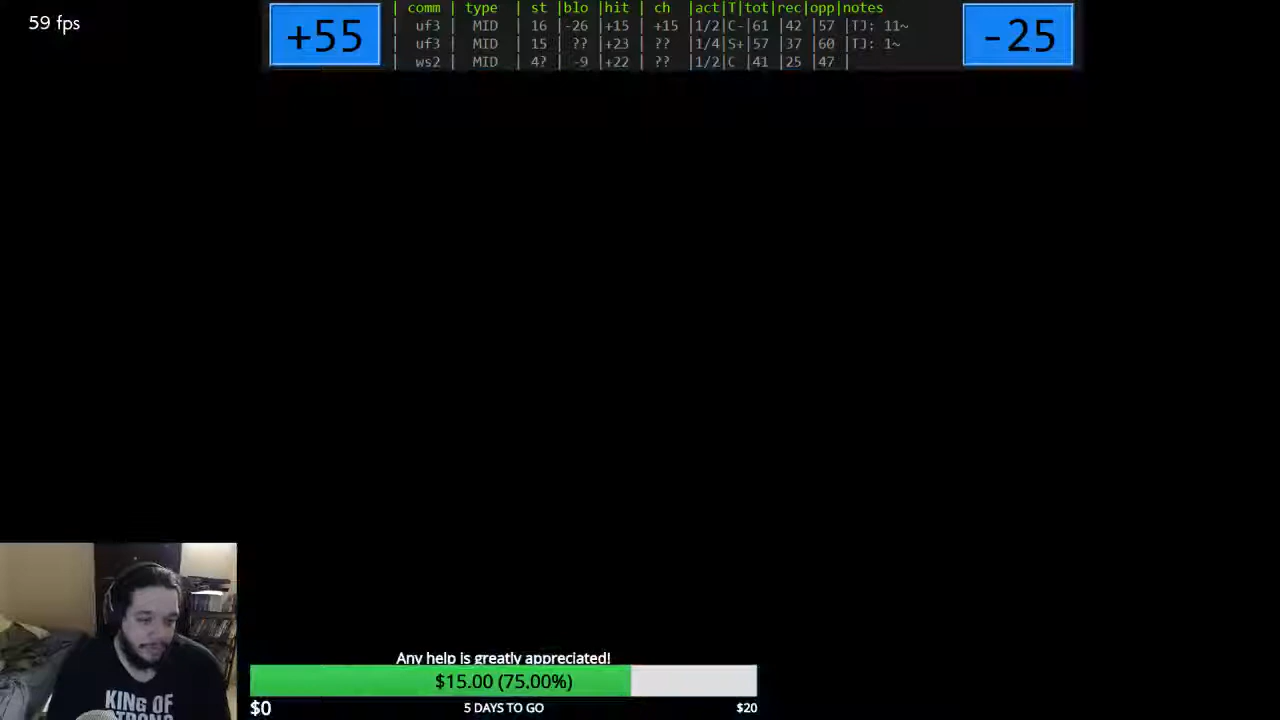 59 fps
+55
| comm | type | st |blo |hit | ch |act|T|tot|rec|opp|notes
| uf3 | MID | 16 |-26 |+15 | +15 |1/2|C-|61 |42 |57 |TJ: 11~
| uf3 | MID | 15 | ?? |+23 | ?? |1/4|S+|57 |37 |60 |TJ: 1~
| ws2 | MID | 4? | -9 |+22 | ?? |1/2|C |41 |25 |47 |
-25
KING OF
Any help is greatly appreciated!
$15.00 (75.00%)
$0 5 DAYS TO GO $20